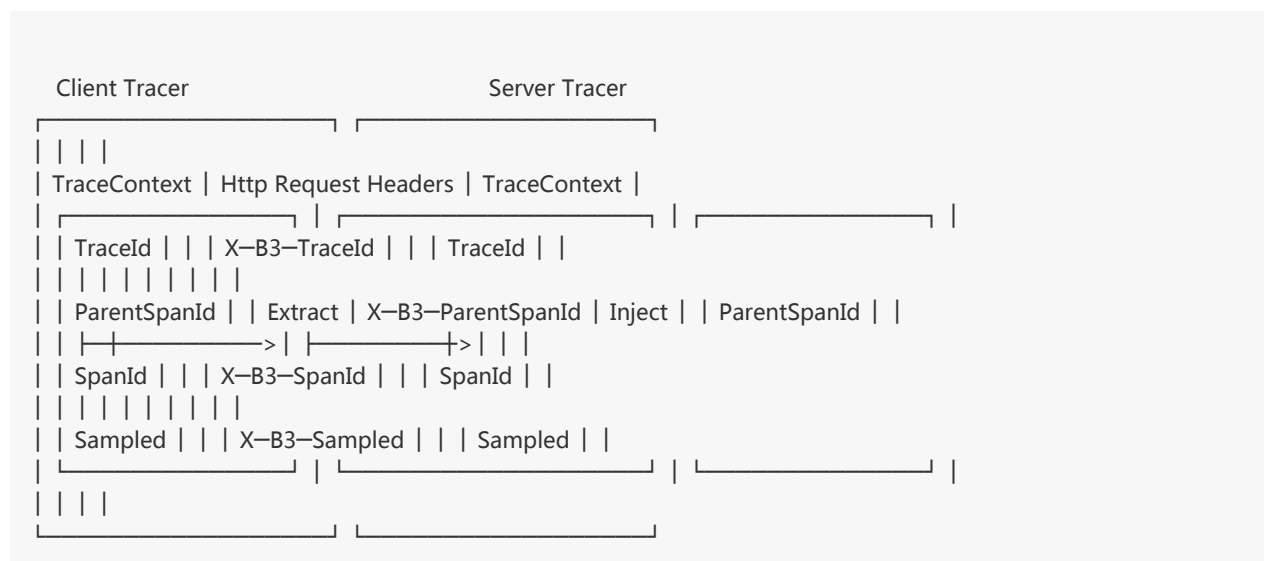 Client Tracer Server Tracer
┌──────────────────┐ ┌──────────────────┐
│ │ │ │
│ TraceContext │ Http Request Headers │ TraceContext │
│ ┌──────────────┐ │ ┌───────────────────┐ │ ┌──────────────┐ │
│ │ TraceId │ │ │ X─B3─TraceId │ │ │ TraceId │ │
│ │ │ │ │ │ │ │ │ │
│ │ ParentSpanId │ │ Extract │ X─B3─ParentSpanId │ Inject │ │ ParentSpanId │ │
│ │ ├─┼─────────>│ ├────────┼>│ │ │
│ │ SpanId │ │ │ X─B3─SpanId │ │ │ SpanId │ │
│ │ │ │ │ │ │ │ │ │
│ │ Sampled │ │ │ X─B3─Sampled │ │ │ Sampled │ │
│ └──────────────┘ │ └───────────────────┘ │ └──────────────┘ │
│ │ │ │
└──────────────────┘ └──────────────────┘